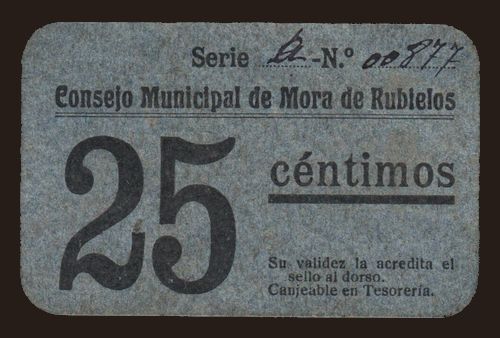 Serie A - N.º 00877
Consejo Municipal de Mora de Rubielos
25 céntimos
Su validez la acredita el
sello al dorso.
Canjeable en Tesorería.